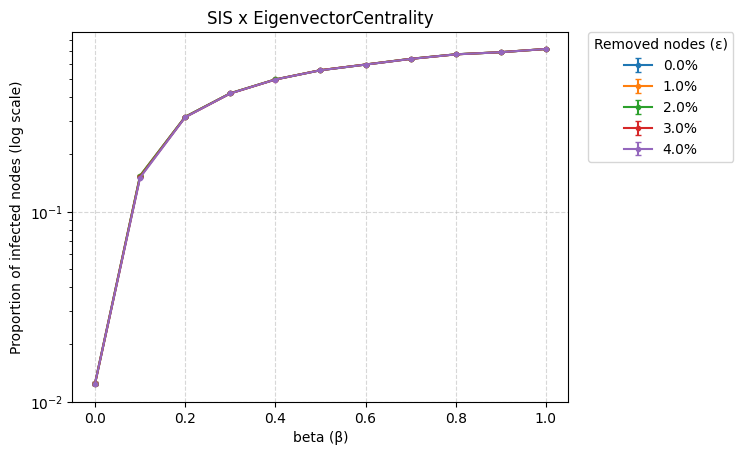 SIS x EigenvectorCentrality
Removed nodes (ε)
0.0%
1.0%
2.0%
3.0%
4.0%
Proportion of infected nodes (log scale)
10⁻¹
10⁻²
0.0 0.2 0.4 0.6 0.8 1.0
beta (β)